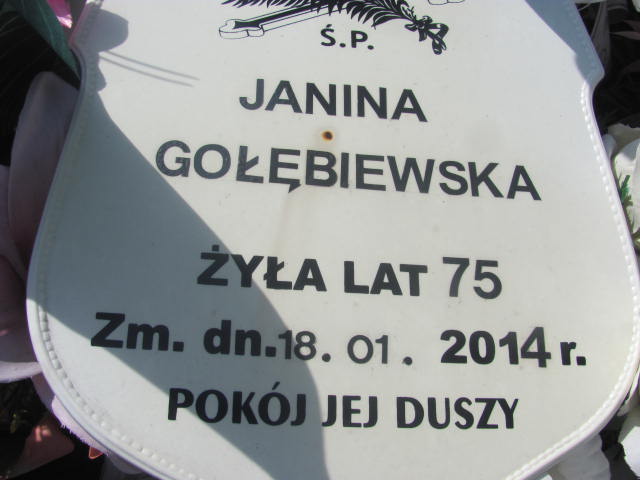 Ś.P.
JANINA
GOŁĘBIEWSKA
ŻYŁA LAT 75
Zm. dn. 18. 01. 2014 r.
POKÓJ JEJ DUSZY